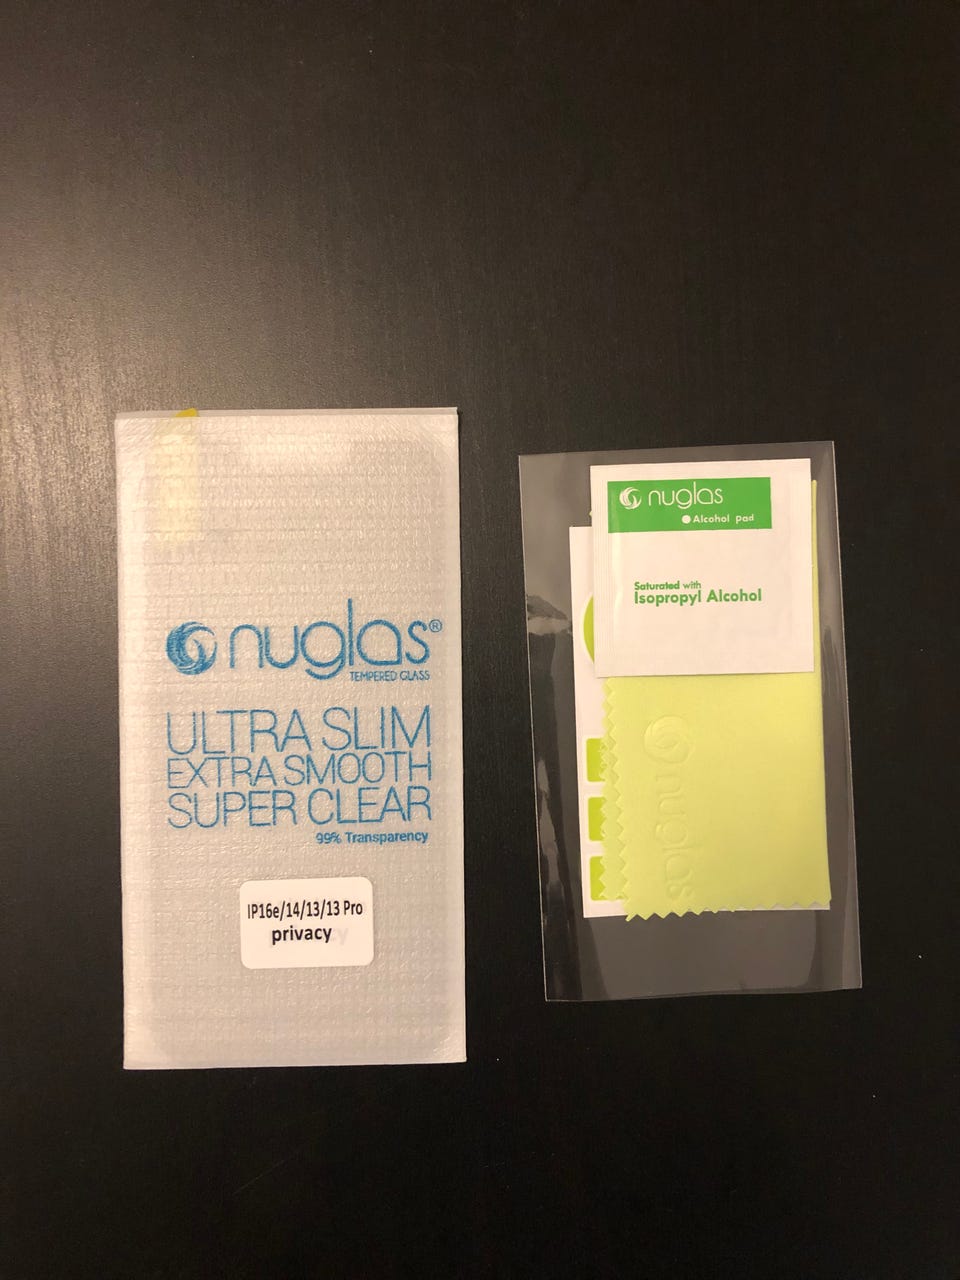 nuglas®
TEMPERED GLASS
ULTRA SLIM
EXTRA SMOOTH
SUPER CLEAR
99% Transparency
IP16e/14/13/13 Pro
privacy
nuglas
Alcohol pad
Saturated with
Isopropyl Alcohol
nuglas